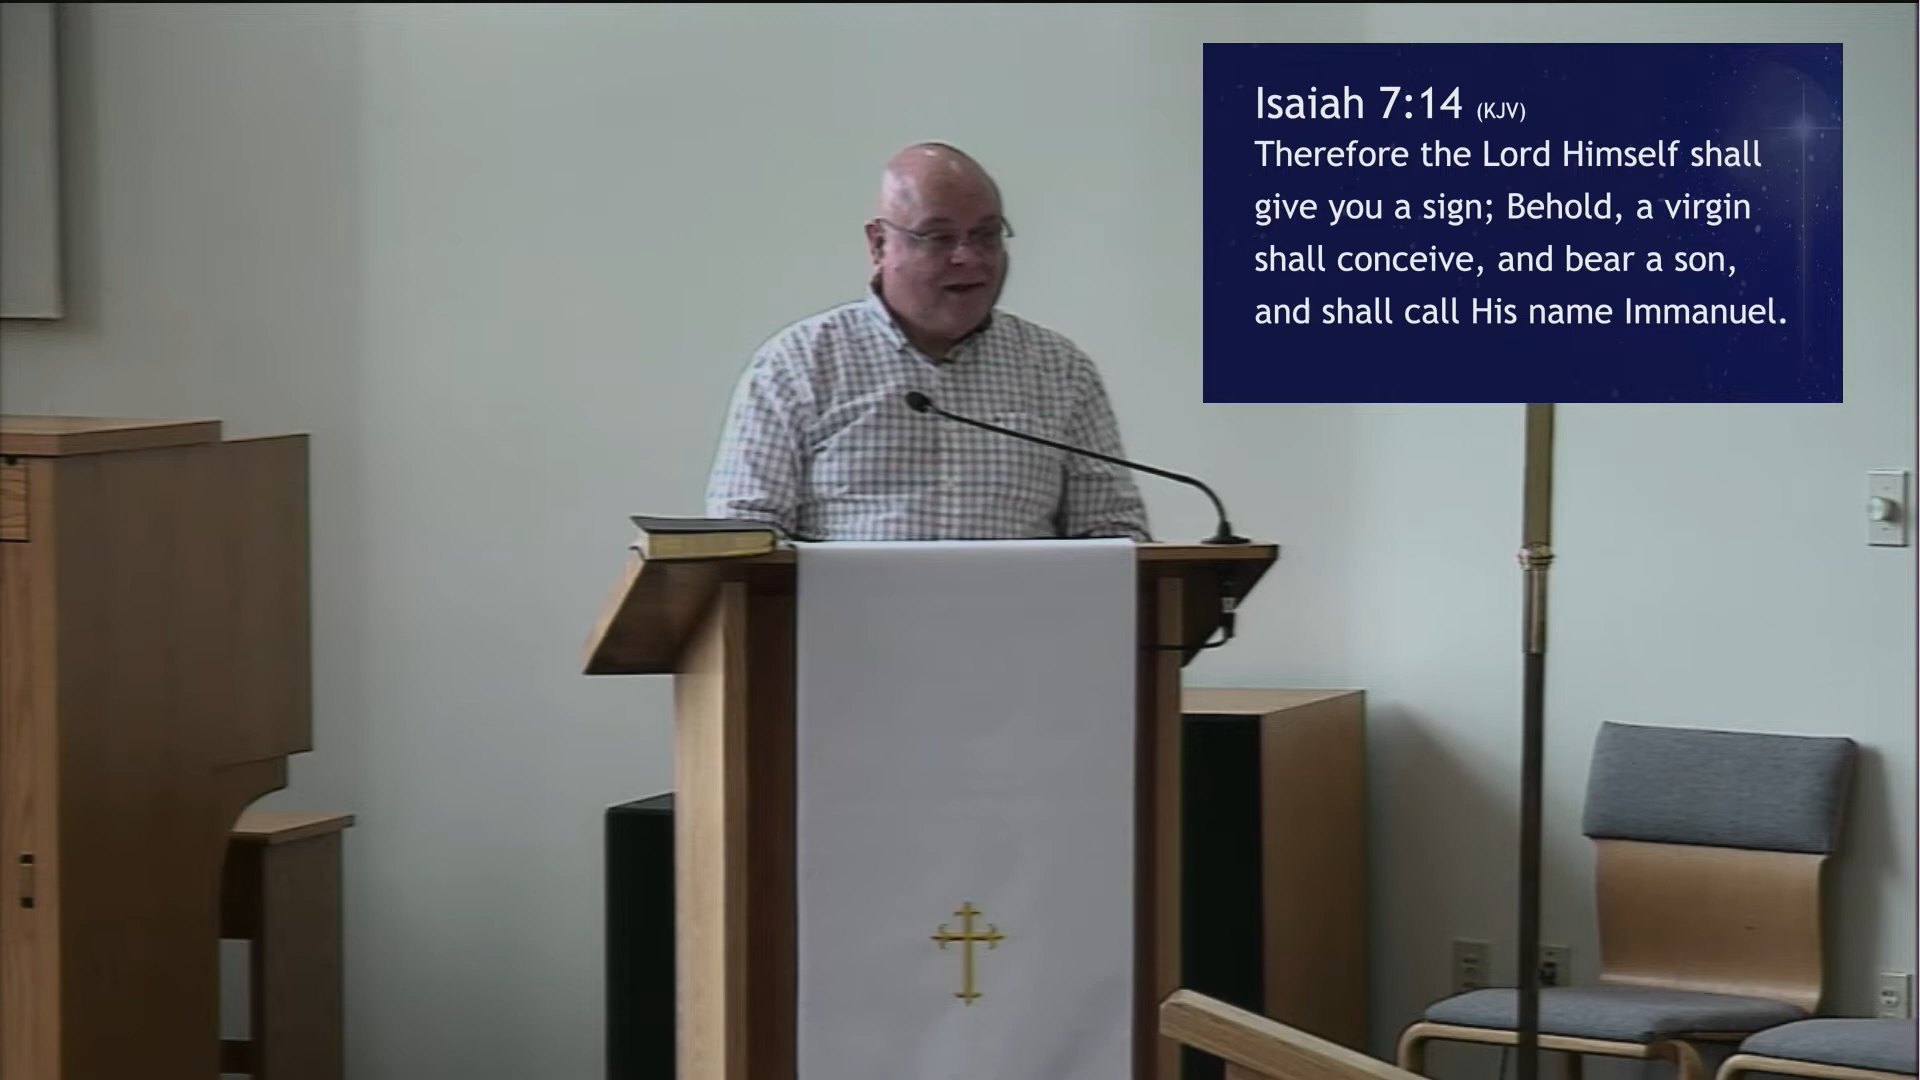 Isaiah 7:14 (KJV)
Therefore the Lord Himself shall
give you a sign; Behold, a virgin
shall conceive, and bear a son,
and shall call His name Immanuel.